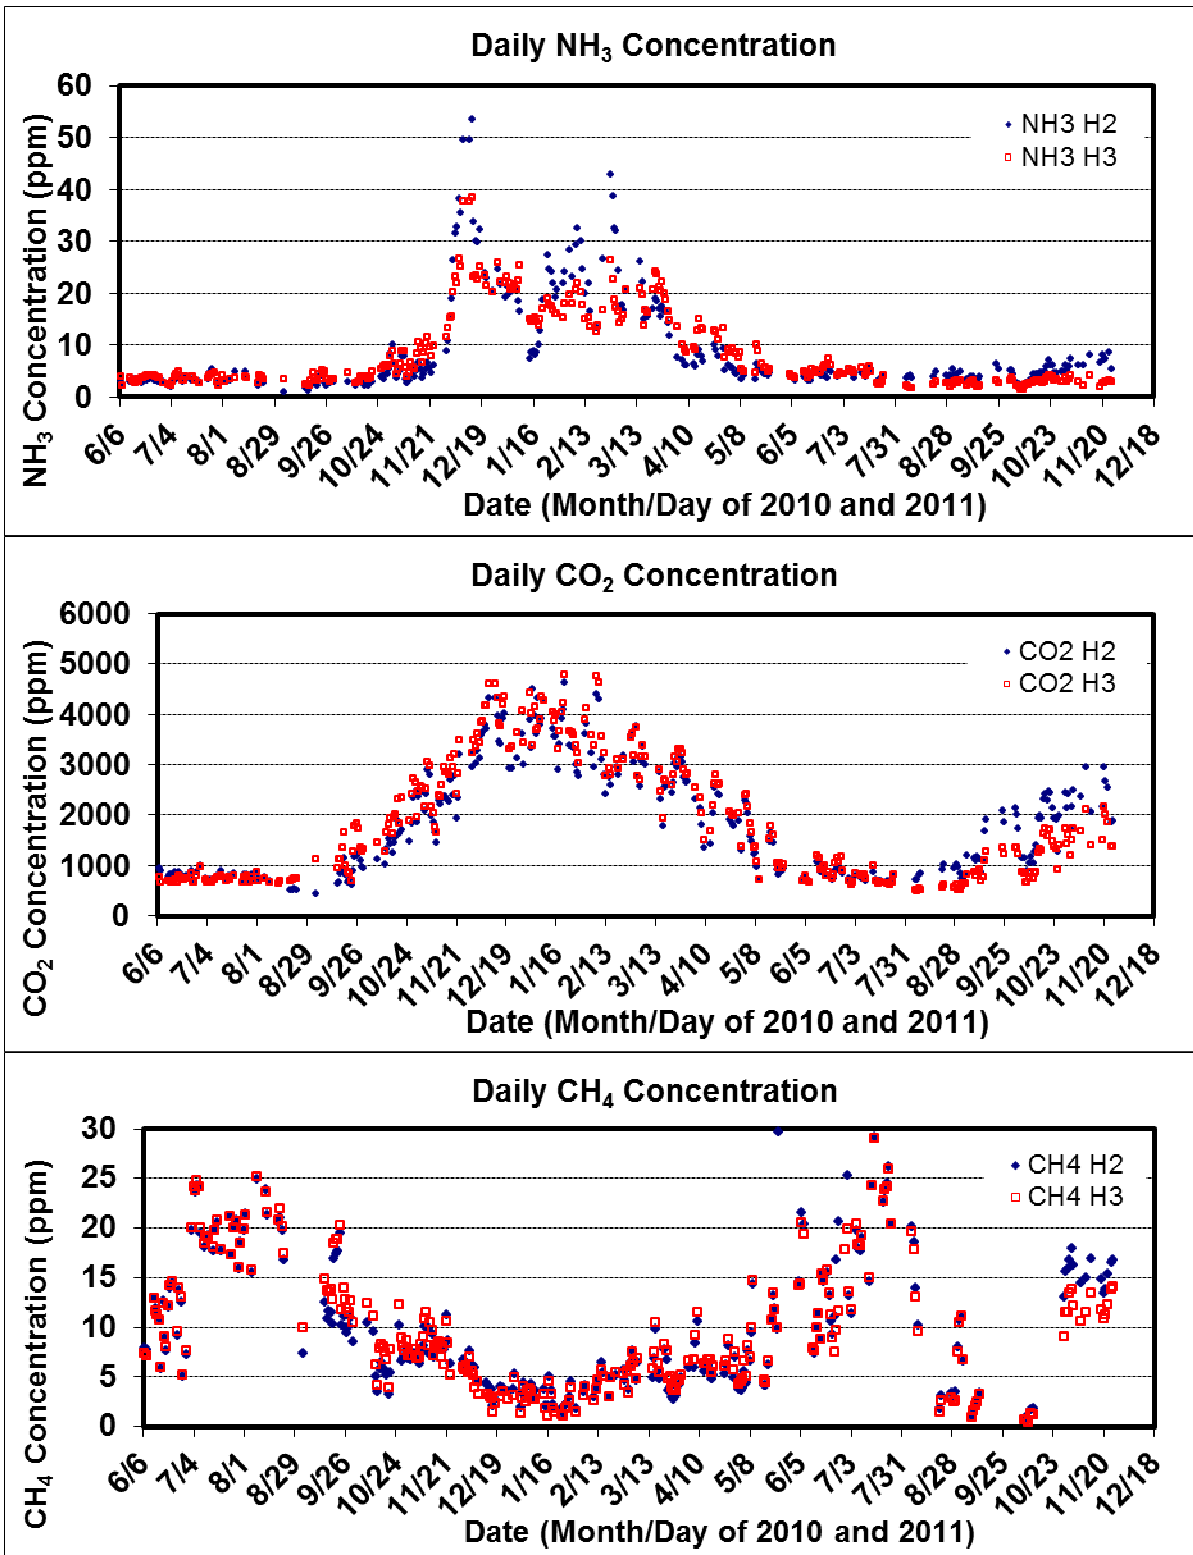 Daily NH3 Concentration
NH3 Concentration (ppm)
60
50
40
30
20
10
0
NH3 H2
NH3 H3
6/6 7/4 8/1 8/29 9/26 10/24 11/21 12/19 1/16 2/13 3/13 4/10 5/8 6/5 7/3 7/31 8/28 9/25 10/23 11/20 12/18
Date (Month/Day of 2010 and 2011)
Daily CO2 Concentration
CO2 Concentration (ppm)
6000
5000
4000
3000
2000
1000
0
CO2 H2
CO2 H3
6/6 7/4 8/1 8/29 9/26 10/24 11/21 12/19 1/16 2/13 3/13 4/10 5/8 6/5 7/3 7/31 8/28 9/25 10/23 11/20 12/18
Date (Month/Day of 2010 and 2011)
Daily CH4 Concentration
CH4 Concentration (ppm)
30
25
20
15
10
5
0
CH4 H2
CH4 H3
6/6 7/4 8/1 8/29 9/26 10/24 11/21 12/19 1/16 2/13 3/13 4/10 5/8 6/5 7/3 7/31 8/28 9/25 10/23 11/20 12/18
Date (Month/Day of 2010 and 2011)